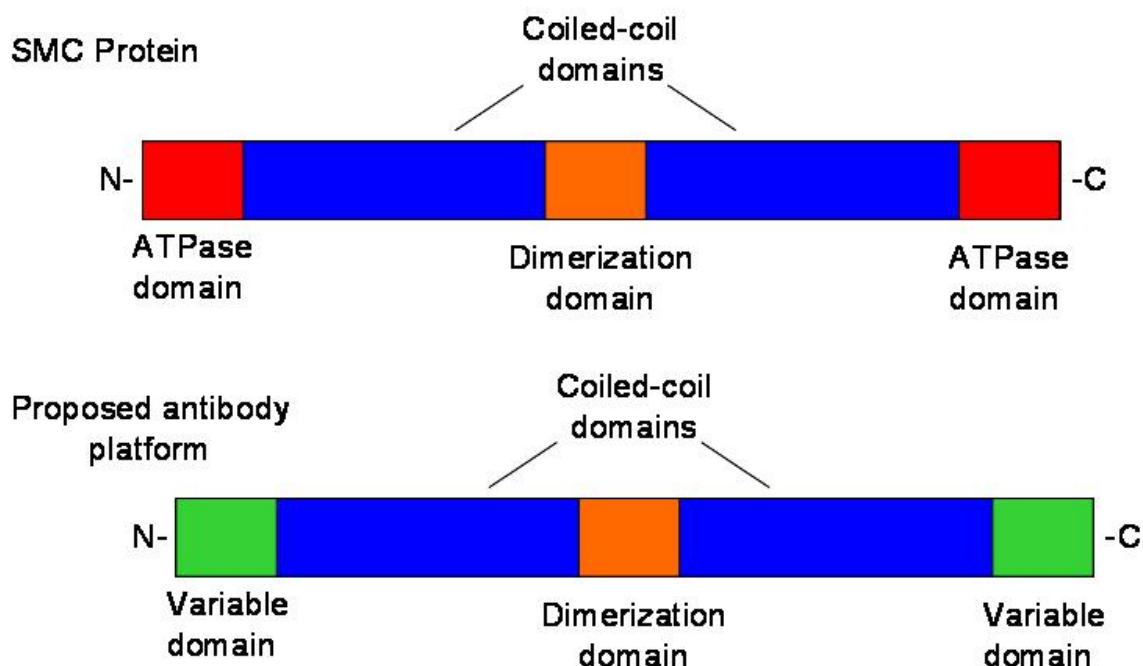 SMC Protein
Coiled-coil
domains
N-
-C
ATPase
domain
Dimerization
domain
ATPase
domain
Proposed antibody
platform
Coiled-coil
domains
N-
-C
Variable
domain
Dimerization
domain
Variable
domain